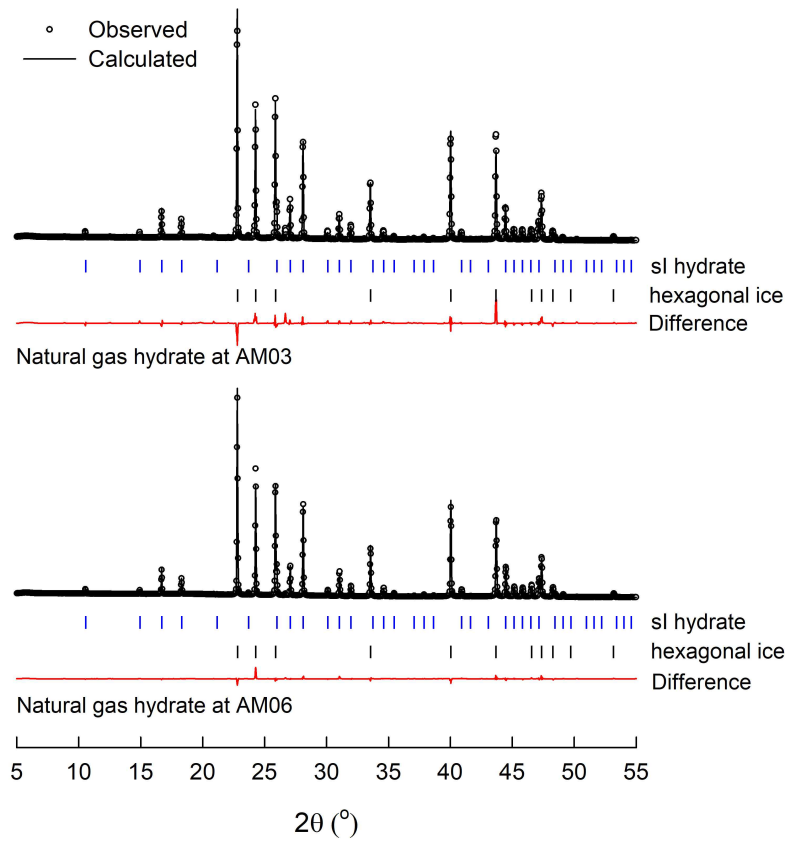 Observed
Calculated
sI hydrate
hexagonal ice
Difference
Natural gas hydrate at AM03
sI hydrate
hexagonal ice
Difference
Natural gas hydrate at AM06
5 10 15 20 25 30 35 40 45 50 55
2θ (°)